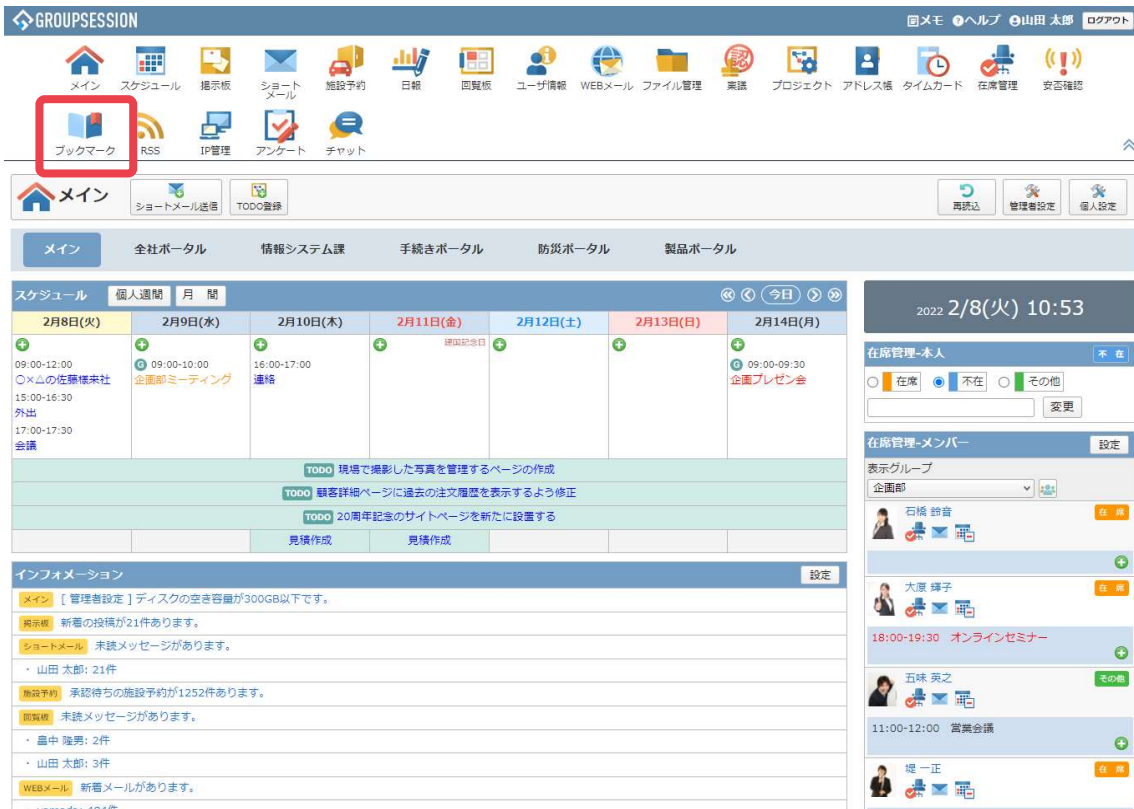 GROUPSESSION
メモ ヘルプ 山田 太郎 ログアウト
メイン スケジュール 掲示板 ショートメール 施設予約 日報 回覧板 ユーザ情報 WEBメール ファイル管理 稟議 プロジェクト アドレス帳 タイムカード 在席管理 安否確認
ブックマーク RSS IP管理 アンケート チャット
メイン ショートメール送信 TODO登録 再読込 管理者設定 個人設定
メイン 全社ポータル 情報システム課 手続きポータル 防災ポータル 製品ポータル
スケジュール 個人週間 月 間 今日
2月8日(火) 2月9日(水) 2月10日(木) 2月11日(金) 2月12日(土) 2月13日(日) 2月14日(月)
建国記念日
09:00-12:00 G 09:00-10:00 16:00-17:00 G 09:00-09:30
○×△の佐藤様来社 企画部ミーティング 連絡 企画プレゼン会
15:00-16:30
外出
17:00-17:30
会議
TODO 現場で撮影した写真を管理するページの作成
TODO 顧客詳細ページに過去の注文履歴を表示するよう修正
TODO 20周年記念のサイトページを新たに設置する
見積作成 見積作成
インフォメーション 設定
メイン [ 管理者設定 ] ディスクの空き容量が300GB以下です。
掲示板 新着の投稿が21件あります。
ショートメール 未読メッセージがあります。
・ 山田 太郎: 21件
施設予約 承認待ちの施設予約が1252件あります。
回覧板 未読メッセージがあります。
・ 畠中 隆男: 2件
・ 山田 太郎: 3件
WEBメール 新着メールがあります。
2022 2/8(火) 10:53
在席管理-本人 不 在
在席 不在 その他
変更
在席管理-メンバー 設定
表示グループ
企画部
石橋 鈴音 在 席
大原 輝子 在 席
18:00-19:30 オンラインセミナー
五味 英之 その他
11:00-12:00 営業会議
堤 一正 在 席